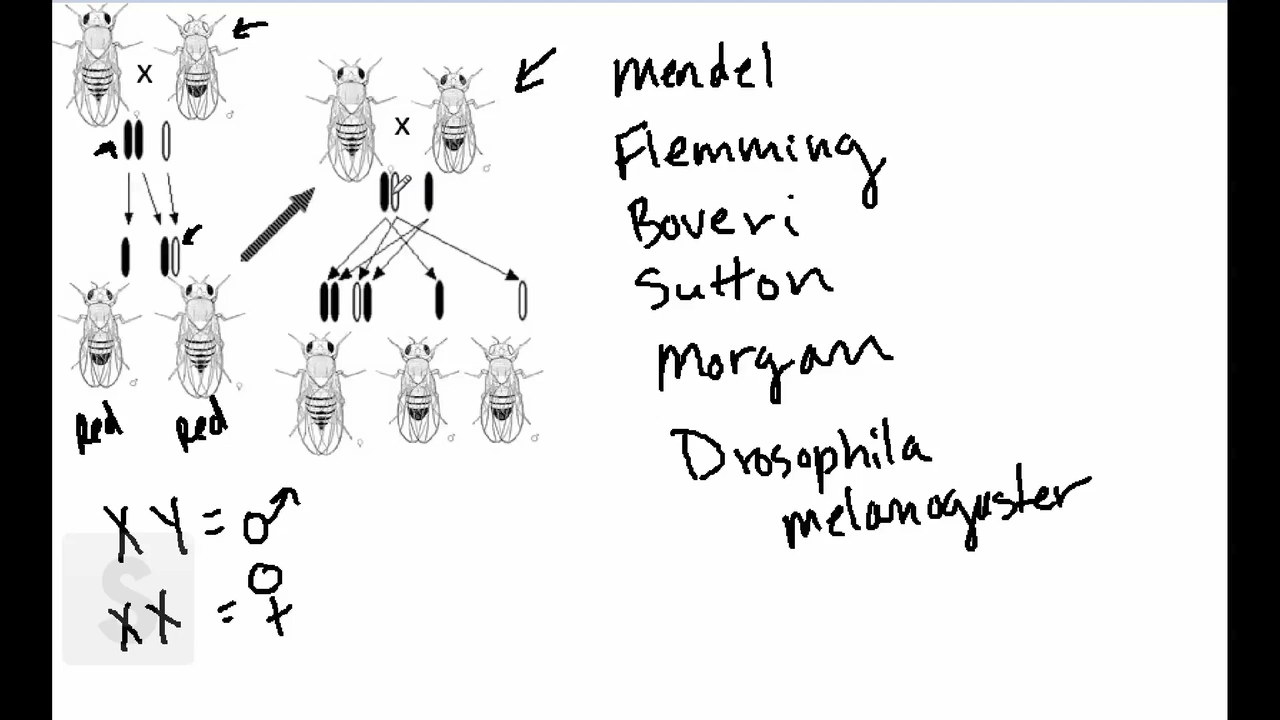 x
x
Red Red
XY = ♂
XX = ♀
Mendel
Flemming
Boveri
Sutton
Morgan
Drosophila
melanogaster
S